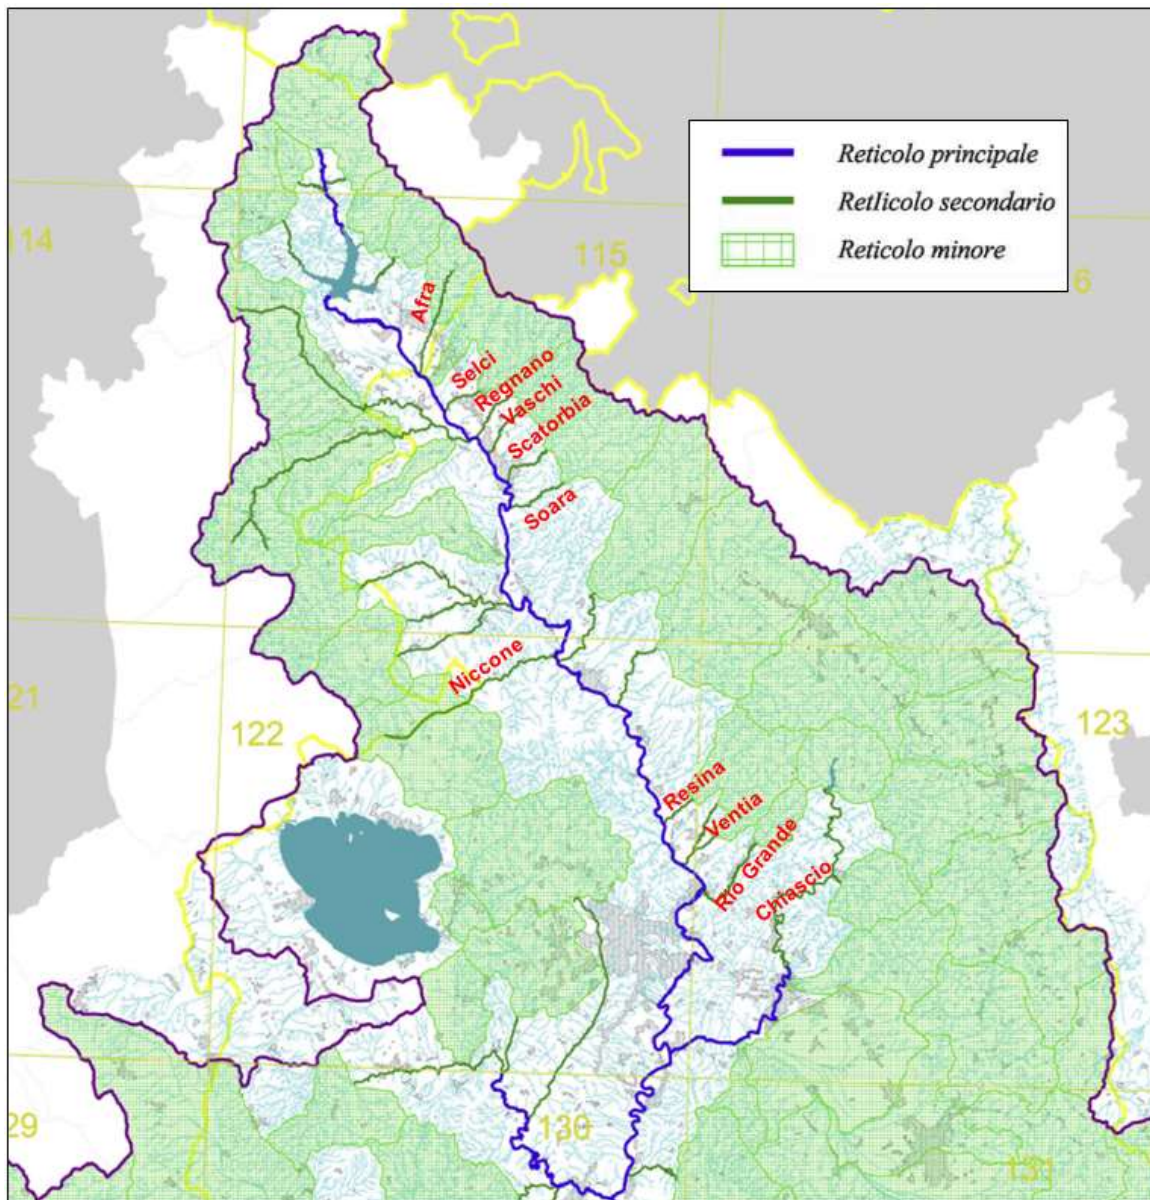 Reticolo principale
RetIicolo secondario
Reticolo minore
114
115
6
Afra
Selci
Regnano
Vaschi
Scatorbia
Soara
Niccone
21
122
123
Resina
Ventia
Rio Grande
Chiascio
29
130
131